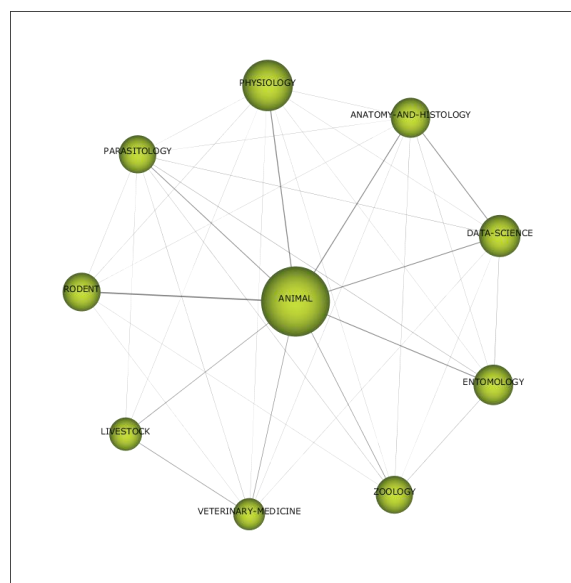 PHYSIOLOGY
ANATOMY-AND-HISTOLOGY
PARASITOLOGY
DATA-SCIENCE
RODENT
ANIMAL
ENTOMOLOGY
LIVESTOCK
ZOOLOGY
VETERINARY-MEDICINE